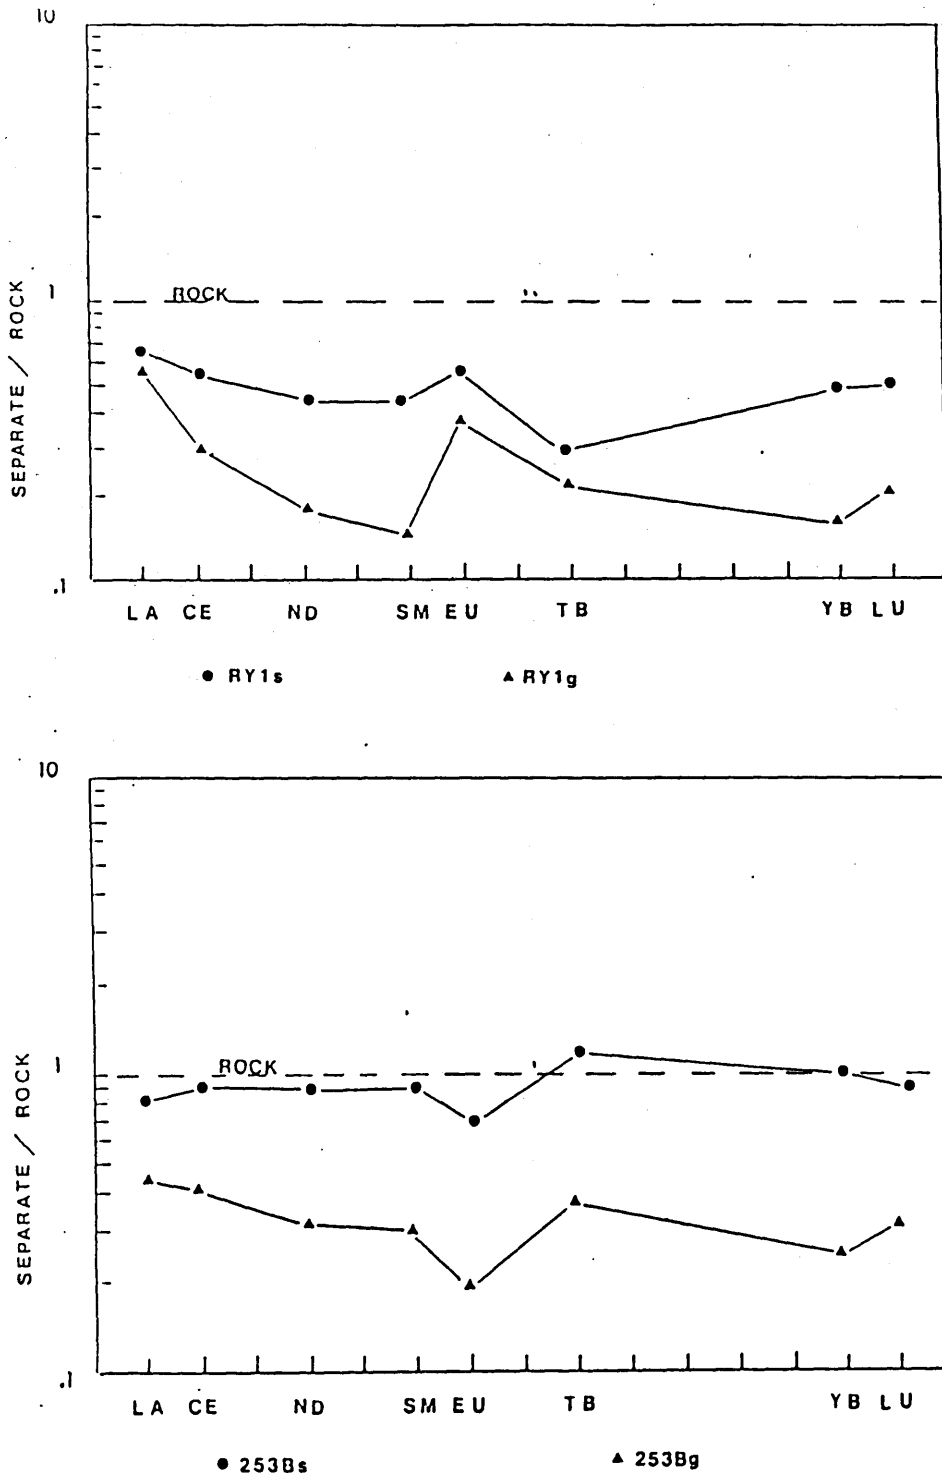 10
ROCK
1
SEPARATE / ROCK
.1
LA CE ND SM EU TB YB LU
● RY1s ▲ RY1g
10
ROCK
1
SEPARATE / ROCK
.1
LA CE ND SM EU TB YB LU
● 253Bs ▲ 253Bg